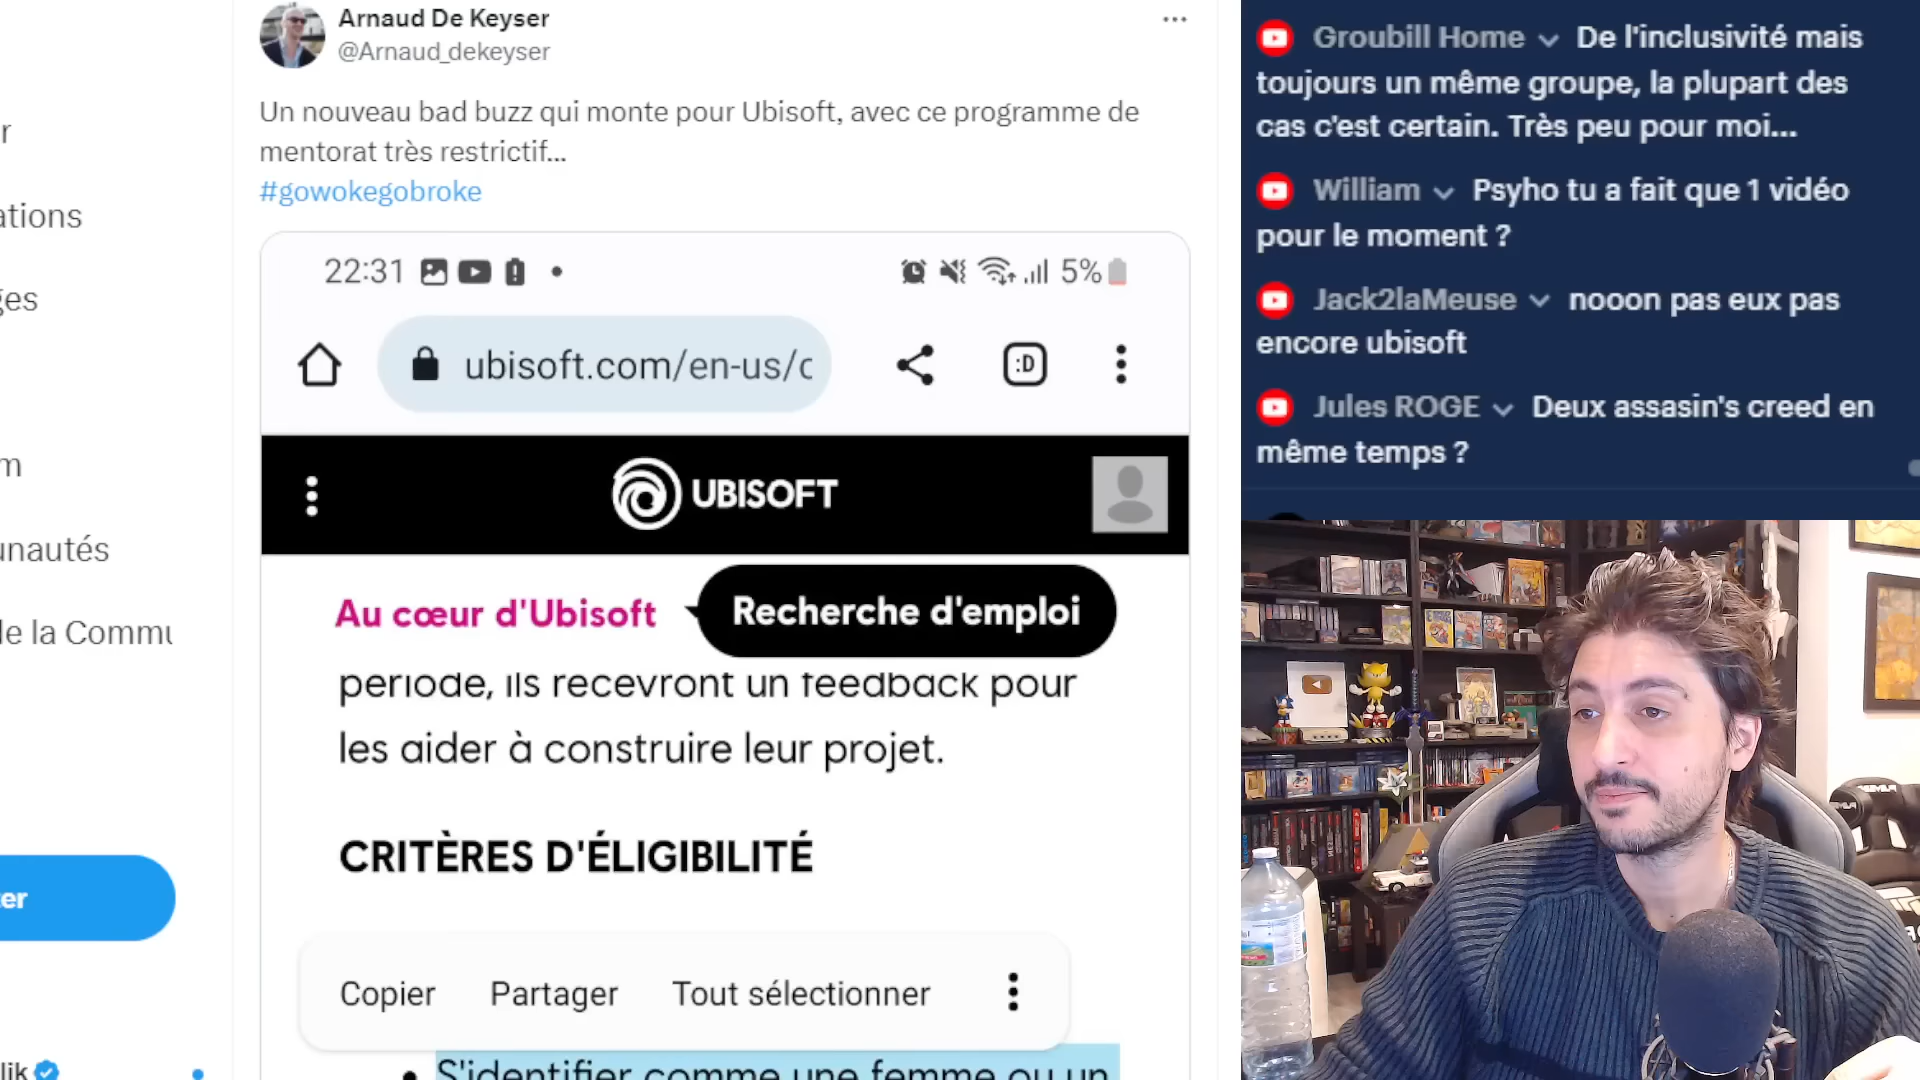 Arnaud De Keyser
@Arnaud_dekeyser
Un nouveau bad buzz qui monte pour Ubisoft, avec ce programme de
mentorat très restrictif...
#gowokegobroke
22:31
5%
ubisoft.com/en-us/c
UBISOFT
Au cœur d'Ubisoft
Recherche d'emploi
période, ils recevront un feedback pour
les aider à construire leur projet.
CRITÈRES D'ÉLIGIBILITÉ
Copier Partager Tout sélectionner
S'identifier comme une femme ou un
r
ations
ges
m
unautés
de la Commu
er
lik
Groubill Home De l'inclusivité mais
toujours un même groupe, la plupart des
cas c'est certain. Très peu pour moi...
William Psyho tu a fait que 1 vidéo
pour le moment ?
Jack2laMeuse nooon pas eux pas
encore ubisoft
Jules ROGE Deux assasin's creed en
même temps ?